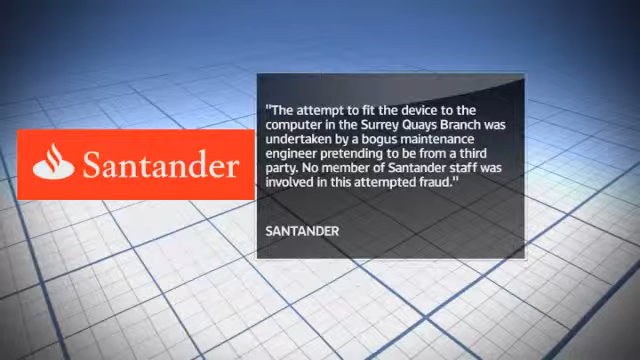 Santander
"The attempt to fit the device to the
computer in the Surrey Quays Branch was
undertaken by a bogus maintenance
engineer pretending to be from a third
party. No member of Santander staff was
involved in this attempted fraud."
SANTANDER